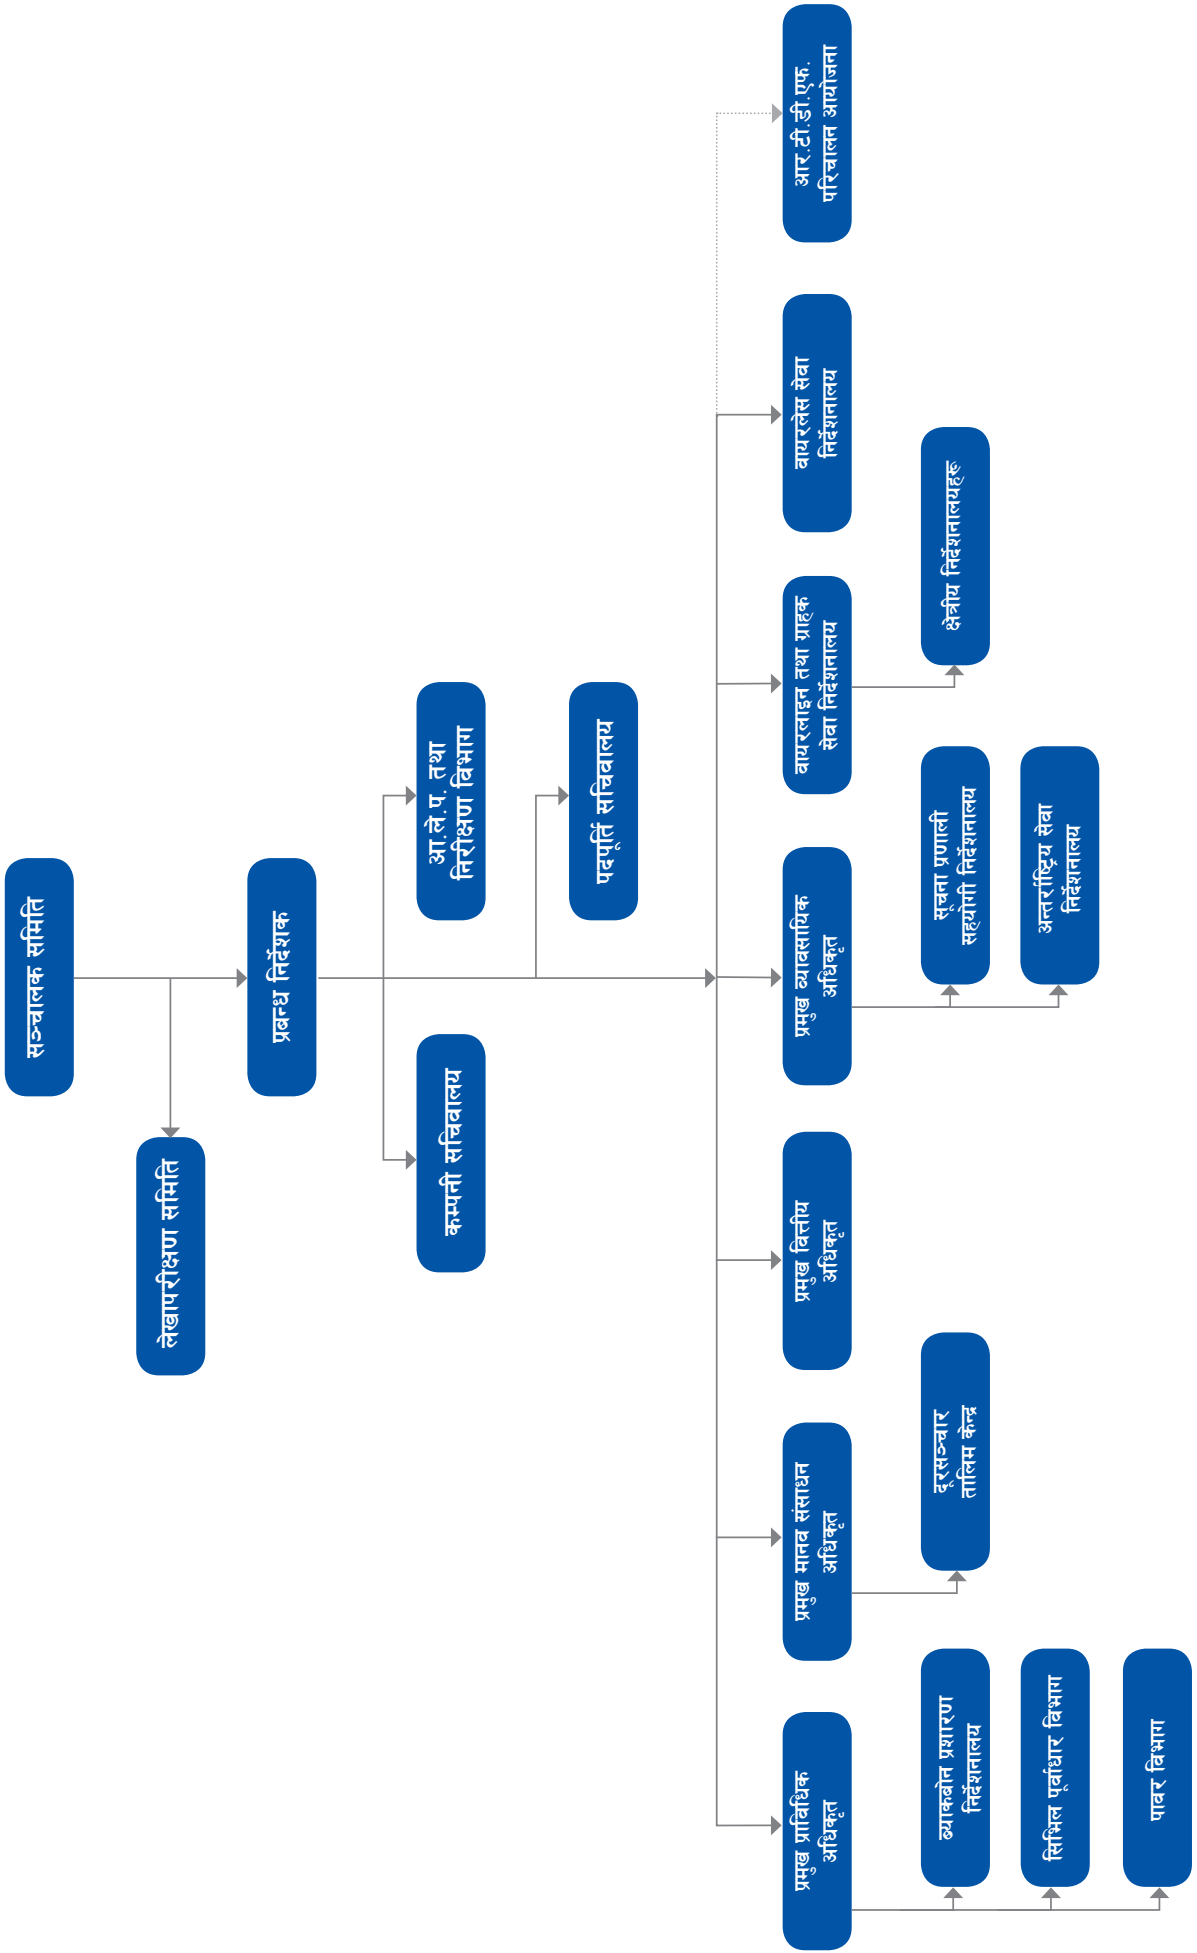 सञ्चालक समिति
लेखापरीक्षण समिति
प्रबन्ध निर्देशक
कम्पनी सचिवालय
आ.ले.प. तथा
निरीक्षण विभाग
पदपूर्ति सचिवालय
प्रमुख प्राविधिक
अधिकृत
प्रमुख मानव संसाधन
अधिकृत
प्रमुख वित्तीय
अधिकृत
प्रमुख व्यावसायिक
अधिकृत
वायरलाइन तथा ग्राहक
सेवा निर्देशनालय
वायरलेस सेवा
निर्देशनालय
आर.टी.डी.एफ.
परिचालन आयोजना
ब्याकबोन प्रशारण
निर्देशनालय
सिभिल पूर्वाधार विभाग
पावर विभाग
दूरसञ्चार
तालिम केन्द्र
सूचना प्रणाली
सहयोगी निर्देशनालय
अन्तर्राष्ट्रिय सेवा
निर्देशनालय
क्षेत्रीय निर्देशनालयहरू